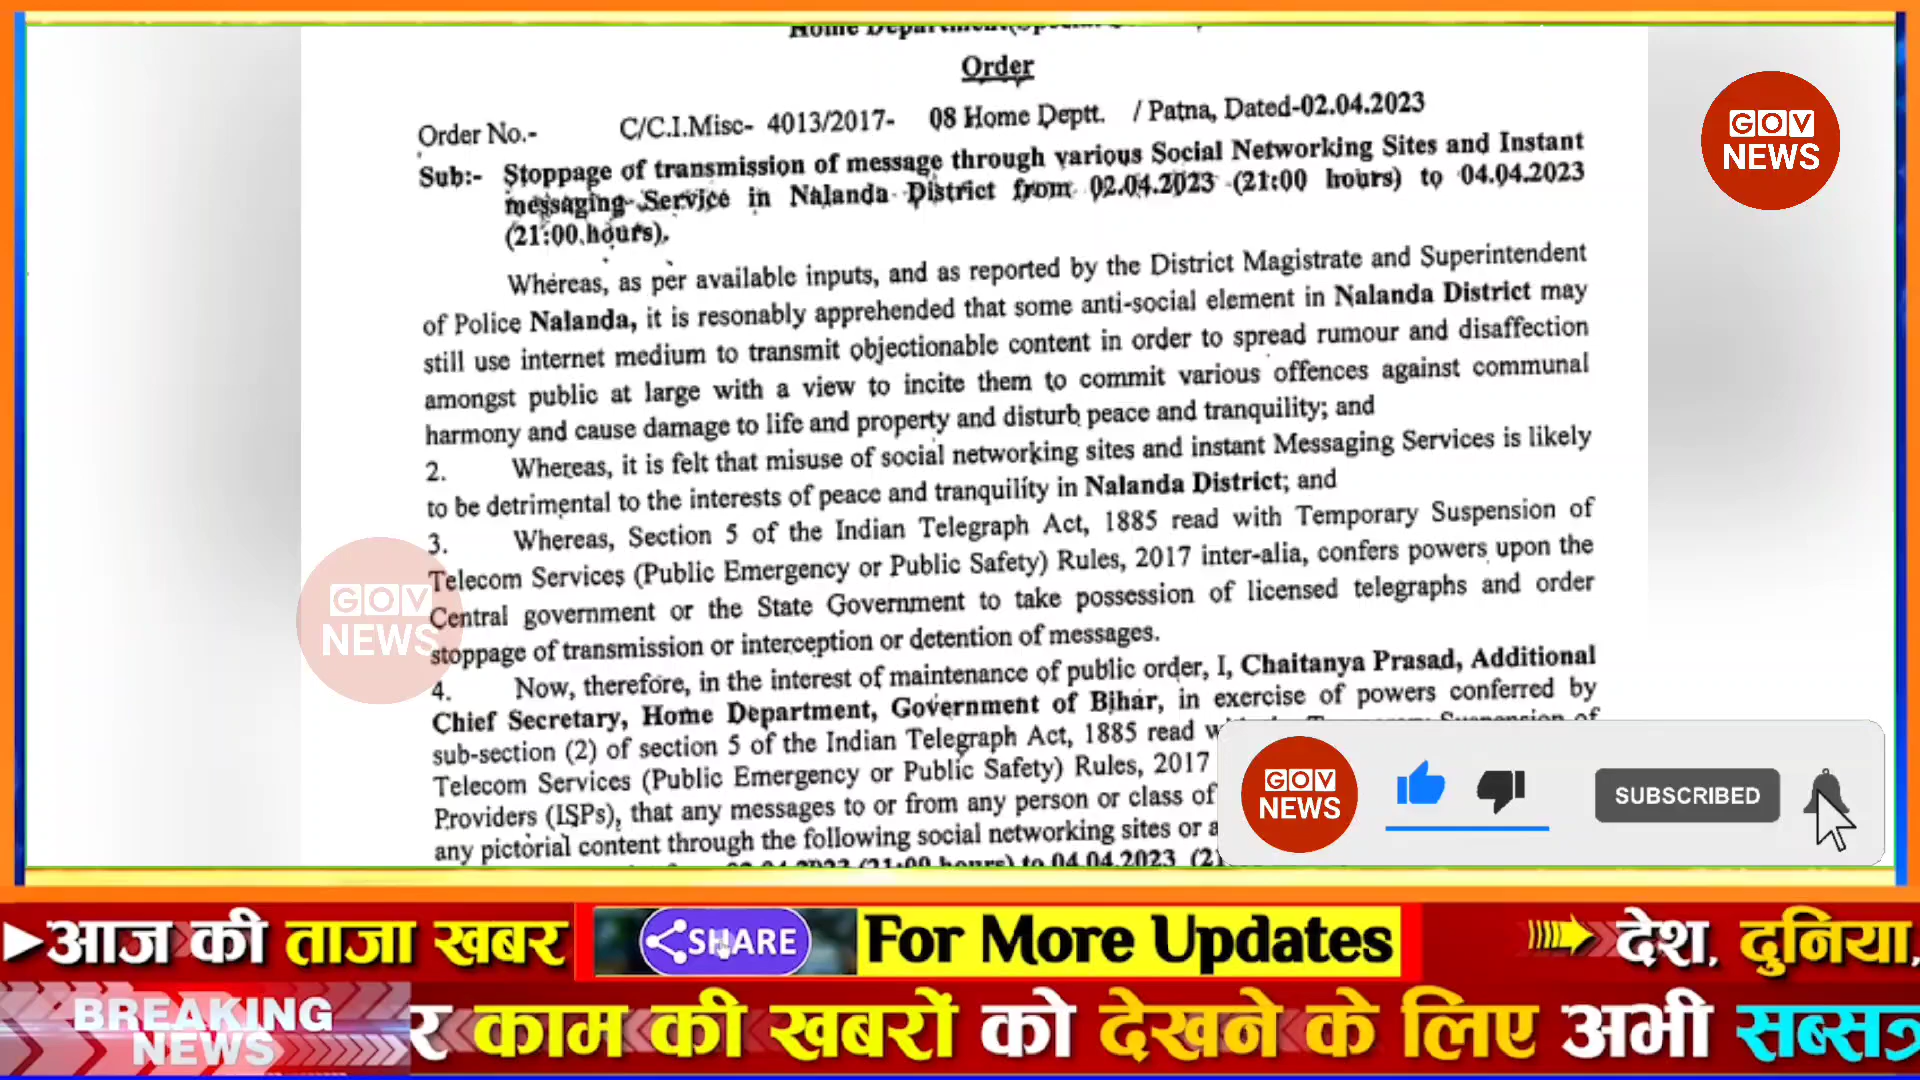 Home Department
Order
Order No.- C/C.I.Misc- 4013/2017- 08 Home Deptt. / Patna, Dated-02.04.2023
Sub:- Stoppage of transmission of message through various Social Networking Sites and Instant
messaging Service in Nalanda District from 02.04.2023 (21:00 hours) to 04.04.2023
(21:00 hours).
Whereas, as per available inputs, and as reported by the District Magistrate and Superintendent
of Police Nalanda, it is resonably apprehended that some anti-social element in Nalanda District may
still use internet medium to transmit objectionable content in order to spread rumour and disaffection
amongst public at large with a view to incite them to commit various offences against communal
harmony and cause damage to life and property and disturb peace and tranquility; and
2. Whereas, it is felt that misuse of social networking sites and instant Messaging Services is likely
to be detrimental to the interests of peace and tranquility in Nalanda District; and
3. Whereas, Section 5 of the Indian Telegraph Act, 1885 read with Temporary Suspension of
Telecom Services (Public Emergency or Public Safety) Rules, 2017 inter-alia, confers powers upon the
Central government or the State Government to take possession of licensed telegraphs and order
stoppage of transmission or interception or detention of messages.
4. Now, therefore, in the interest of maintenance of public order, I, Chaitanya Prasad, Additional
Chief Secretary, Home Department, Government of Bihar, in exercise of powers conferred by
sub-section (2) of section 5 of the Indian Telegraph Act, 1885 read
Telecom Services (Public Emergency or Public Safety) Rules, 2017
Providers (ISPs), that any messages to or from any person or class of
any pictorial content through the following social networking sites or
02.04.2023 (21:00 hours) to 04.04.2023
GOV
NEWS
GOV
NEWS
GOV
NEWS
SUBSCRIBED
आज की ताजा खबर
SHARE
For More Updates
देश, दुनिया,
BREAKING
NEWS
र काम की खबरों को देखने के लिए अभी